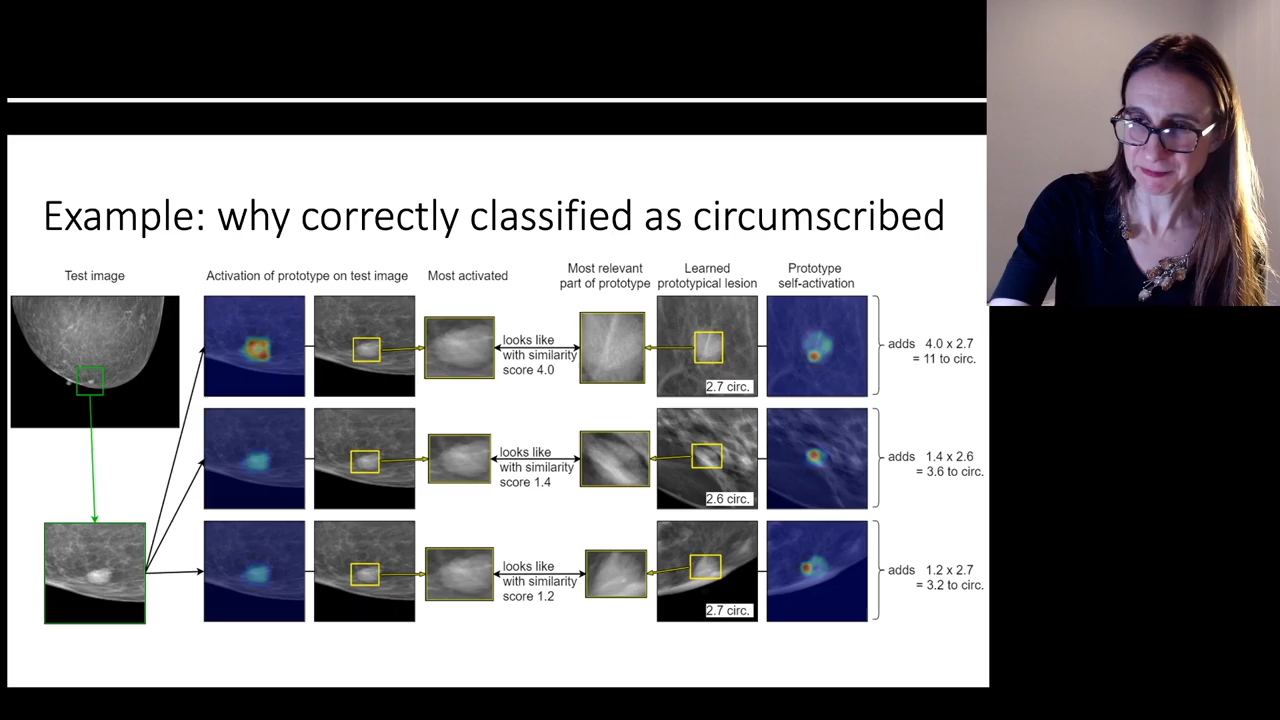 Example: why correctly classified as circumscribed
Test image
Activation of prototype on test image
Most activated
Most relevant
part of prototype
Learned
prototypical lesion
Prototype
self-activation
looks like
with similarity
score 4.0
2.7 circ.
adds 4.0 x 2.7
= 11 to circ.
looks like
with similarity
score 1.4
2.6 circ.
adds 1.4 x 2.6
= 3.6 to circ.
looks like
with similarity
score 1.2
2.7 circ.
adds 1.2 x 2.7
= 3.2 to circ.